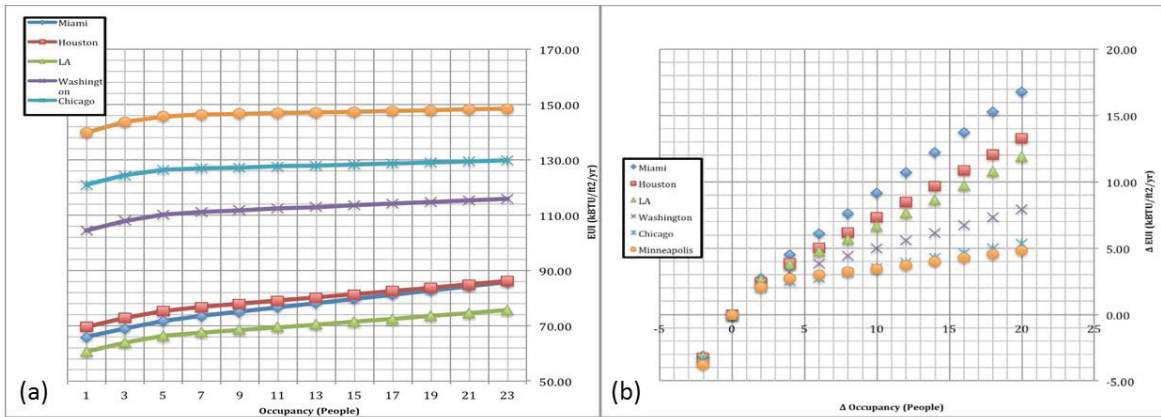 Miami
Houston
LA
Washingt
on
Chicago
170.00
150.00
130.00
110.00
90.00
70.00
50.00
EUI (kBTU/ft2/yr)
1 3 5 7 9 11 13 15 17 19 21 23
Occupancy (People)
(a)
20.00
15.00
10.00
5.00
0.00
-5.00
Δ EUI (kBTU/ft2/yr)
Miami
Houston
LA
Washington
Chicago
Minneapolis
-5 0 5 10 15 20 25
Δ Occupancy (People)
(b)